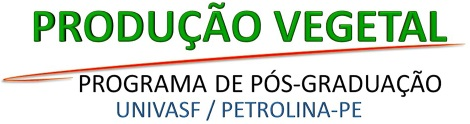 PRODUÇÃO VEGETAL
PROGRAMA DE PÓS-GRADUAÇÃO
UNIVASF / PETROLINA-PE